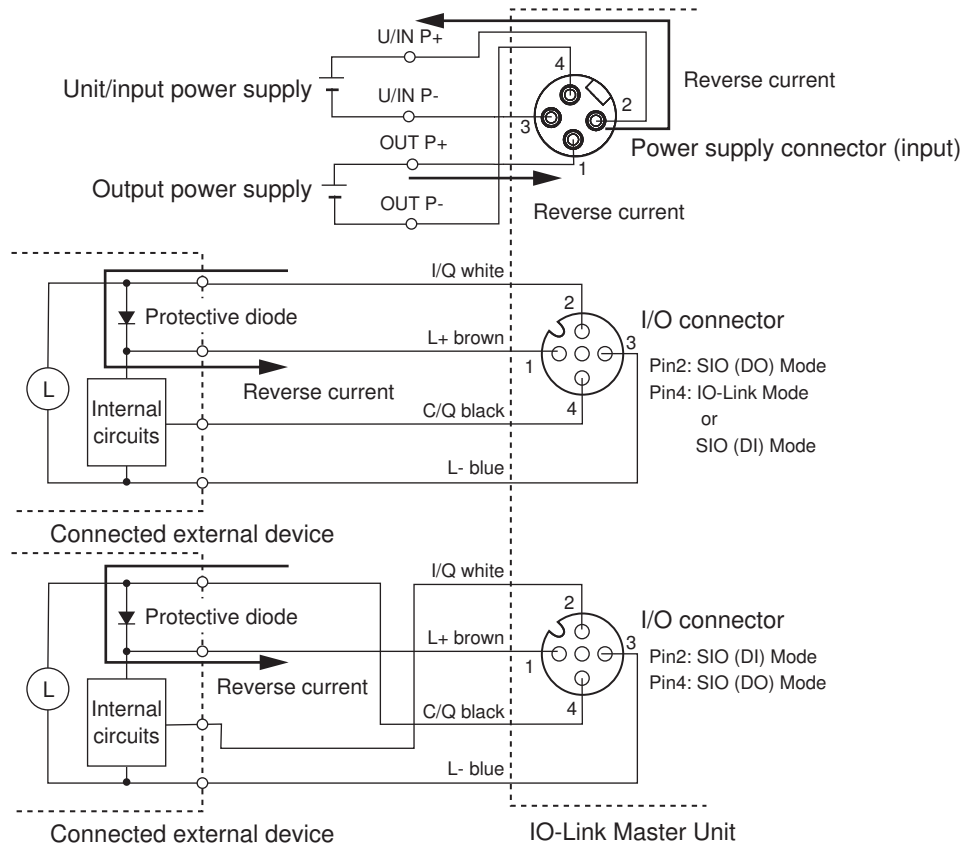 U/IN P+
4
Reverse current
Unit/input power supply
U/IN P-
2
3
OUT P+
Power supply connector (input)
1
Output power supply
OUT P-
Reverse current
I/Q white
2
I/O connector
Protective diode
L+ brown
3
1
Pin2: SIO (DO) Mode
Reverse current
Pin4: IO-Link Mode
L
Internal
circuits
C/Q black
4
or
SIO (DI) Mode
L- blue
Connected external device
I/Q white
2
I/O connector
Protective diode
L+ brown
3
1
Pin2: SIO (DI) Mode
Reverse current
Pin4: SIO (DO) Mode
L
Internal
circuits
C/Q black
4
L- blue
Connected external device
IO-Link Master Unit